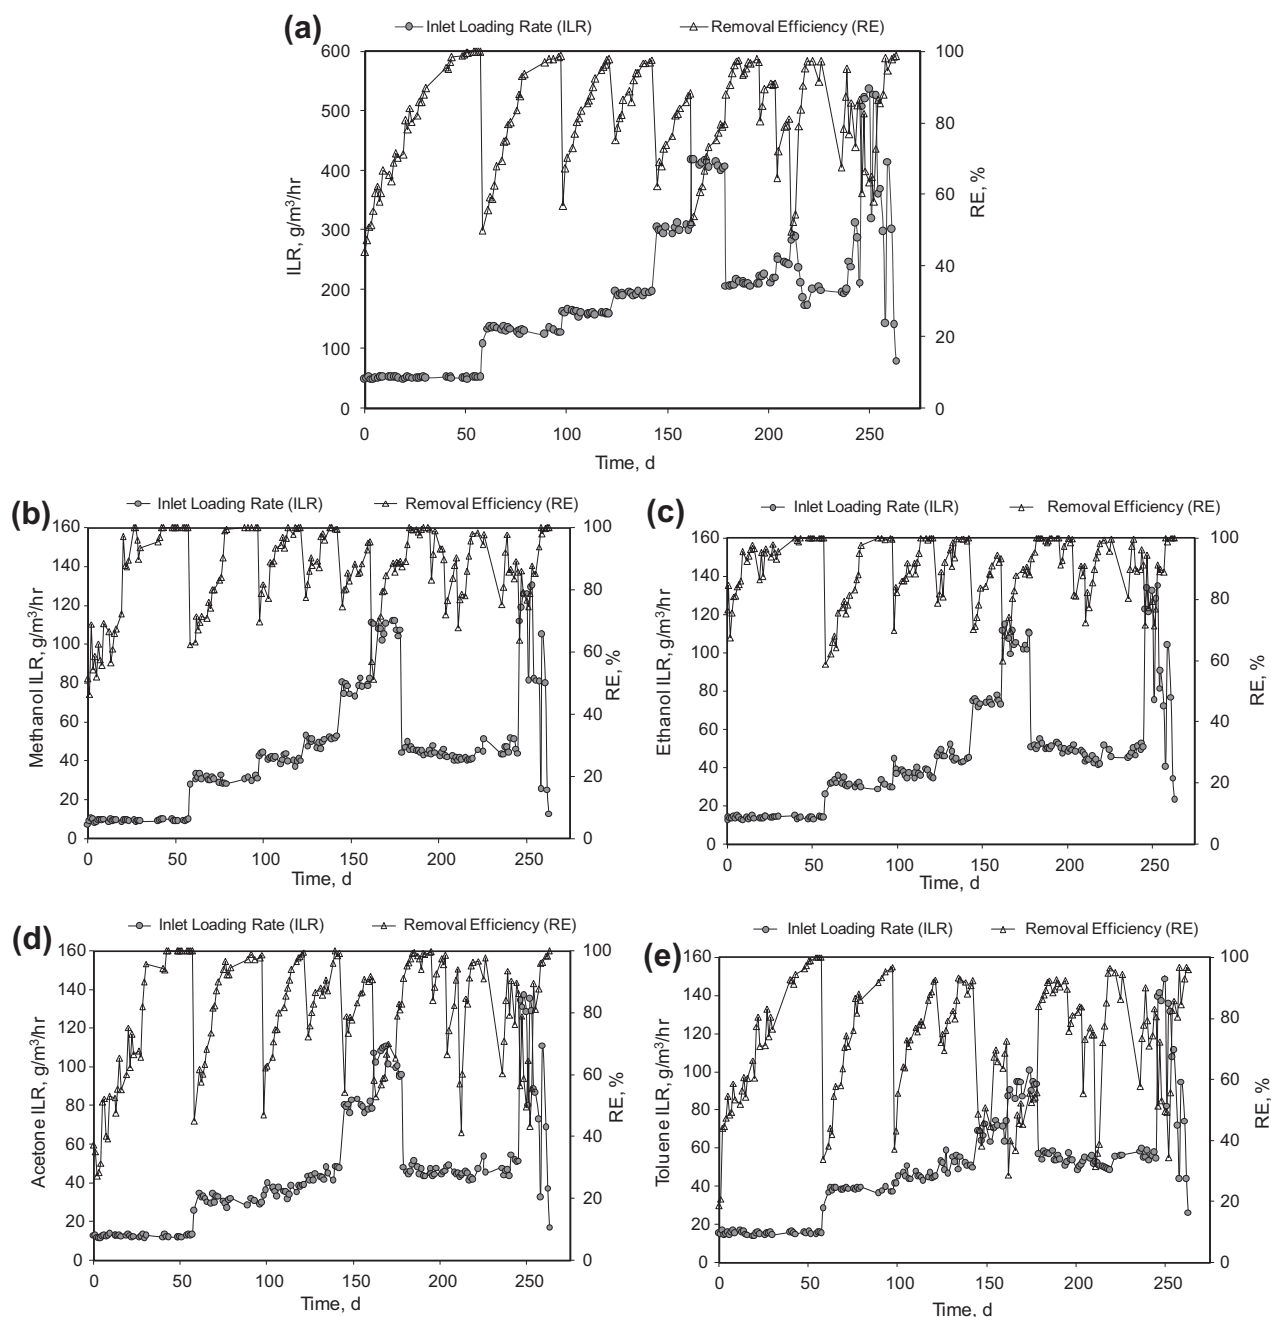 (a)
Inlet Loading Rate (ILR) Removal Efficiency (RE)
600 100
500 80
400 60
300
200 40
100 20
0 0
ILR, g/m³/hr
RE, %
0 50 100 150 200 250
Time, d
(b)
Inlet Loading Rate (ILR) Removal Efficiency (RE)
160 100
140
120 80
100 60
80
60 40
40 20
20
0 0
Methanol ILR, g/m³/hr
RE, %
0 50 100 150 200 250
Time, d
(c)
Inlet Loading Rate (ILR) Removal Efficiency (RE)
160 100
140
120 80
100 60
80
60 40
40 20
20
0 0
Ethanol ILR, g/m³/hr
RE, %
0 50 100 150 200 250
Time, d
(d)
Inlet Loading Rate (ILR) Removal Efficiency (RE)
160 100
140
120 80
100 60
80
60 40
40 20
20
0 0
Acetone ILR, g/m³/hr
RE, %
0 50 100 150 200 250
Time, d
(e)
Inlet Loading Rate (ILR) Removal Efficiency (RE)
160 100
140
120 80
100 60
80
60 40
40 20
20
0 0
Toluene ILR, g/m³/hr
RE, %
0 50 100 150 200 250
Time, d